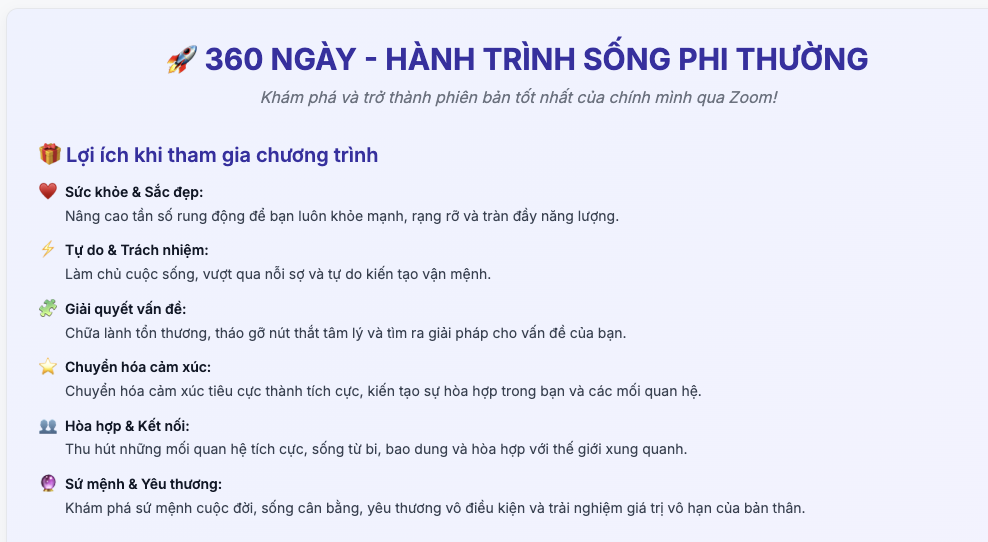 🚀 360 NGÀY - HÀNH TRÌNH SỐNG PHI THƯỜNG
Khám phá và trở thành phiên bản tốt nhất của chính mình qua Zoom!
🎁 Lợi ích khi tham gia chương trình
❤️ Sức khỏe & Sắc đẹp:
Nâng cao tần số rung động để bạn luôn khỏe mạnh, rạng rỡ và tràn đầy năng lượng.
⚡ Tự do & Trách nhiệm:
Làm chủ cuộc sống, vượt qua nỗi sợ và tự do kiến tạo vận mệnh.
🧩 Giải quyết vấn đề:
Chữa lành tổn thương, tháo gỡ nút thắt tâm lý và tìm ra giải pháp cho vấn đề của bạn.
⭐ Chuyển hóa cảm xúc:
Chuyển hóa cảm xúc tiêu cực thành tích cực, kiến tạo sự hòa hợp trong bạn và các mối quan hệ.
👥 Hòa hợp & Kết nối:
Thu hút những mối quan hệ tích cực, sống từ bi, bao dung và hòa hợp với thế giới xung quanh.
🔮 Sứ mệnh & Yêu thương:
Khám phá sứ mệnh cuộc đời, sống cân bằng, yêu thương vô điều kiện và trải nghiệm giá trị vô hạn của bản thân.